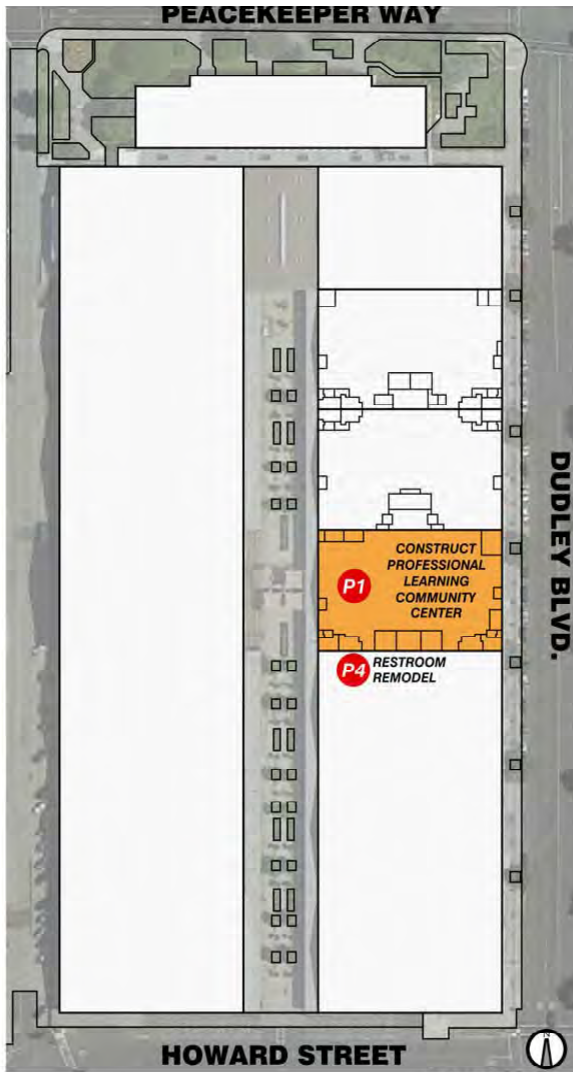 PEACEKEEPER WAY
CONSTRUCT
PROFESSIONAL
LEARNING
COMMUNITY
CENTER
P1
P4
RESTROOM
REMODEL
DUDLEY BLVD.
HOWARD STREET
N